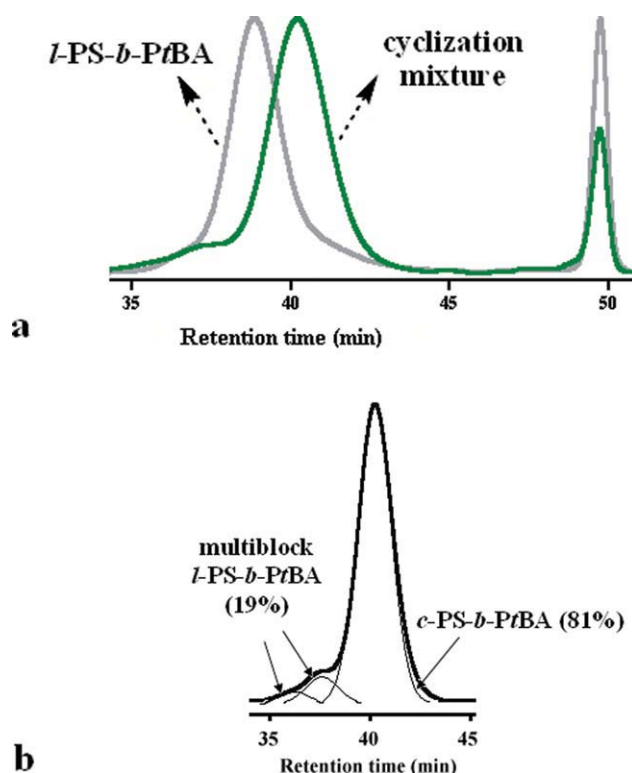 l-PS-b-PtBA
cyclization
mixture
35
40
45
50
a
Retention time (min)
multiblock
l-PS-b-PtBA
(19%)
c-PS-b-PtBA (81%)
35
40
45
b
Retention time (min)